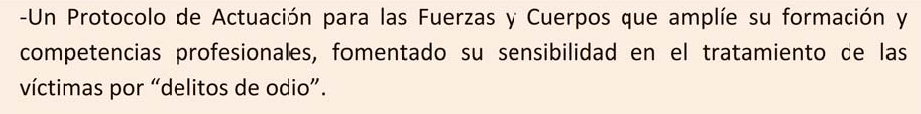 -Un Protocolo de Actuación para las Fuerzas y Cuerpos que amplíe su formación y
competencias profesionales, fomentado su sensibilidad en el tratamiento de las
víctimas por “delitos de odio”.